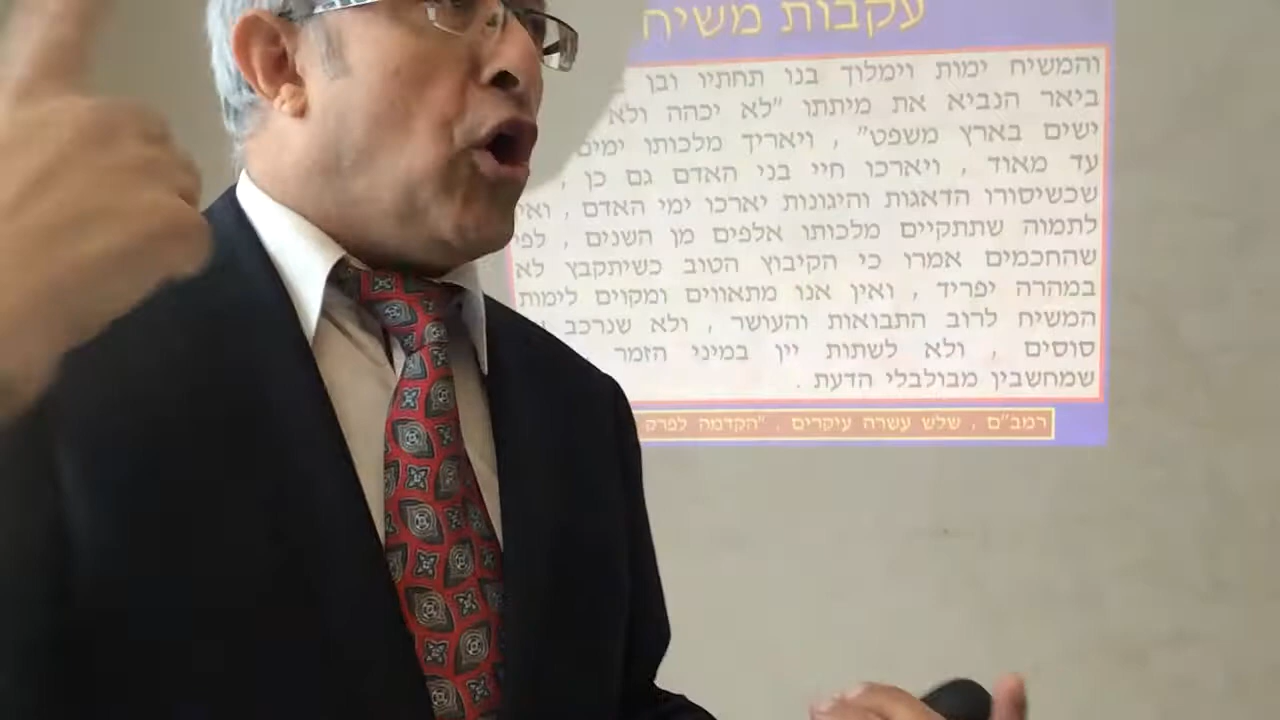 עקבות משיח
והמשיח ימות וימלוך בנו תחתיו ובן
ביאר הנביא את מיתתו "לא יכהה ולא
ישים בארץ משפט" , ויאריך מלכותו ימים
עד מאוד , ויארכו חיי בני האדם גם כן ,
שכשיסורו הדאגות והיגונות יארכו ימי האדם , ואין
לתמוה שתתקיים מלכותו אלפים מן השנים , לפי
שהחכמים אמרו כי הקיבוץ הטוב כשיתקבץ לא
במהרה יפריד , ואין אנו מתאווים ומקוים לימות
המשיח לרוב התבואות והעושר , ולא שנרכב
סוסים , ולא לשתות יין במיני הזמר
שמחשבין מבולבלי הדעת .
רמב"ם , שלש עשרה עיקרים , "הקדמה לפרק